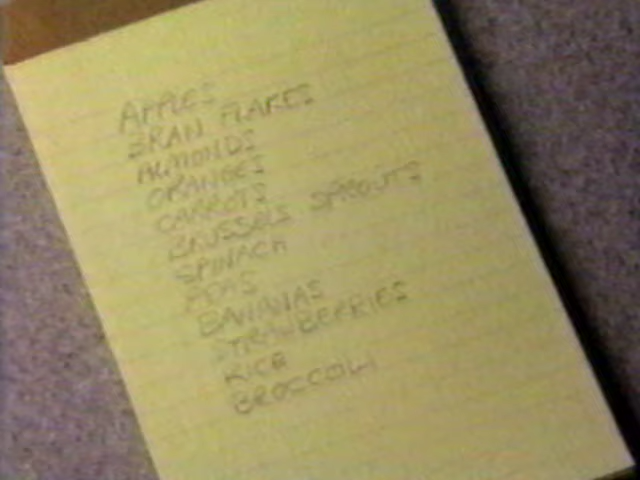 APPLES
BRAN FLAKES
ALMONDS
ORANGES
CARROTS
BRUSSELS SPROUTS
SPINACH
PEAS
BANANAS
STRAWBERRIES
RICE
BROCCOLI